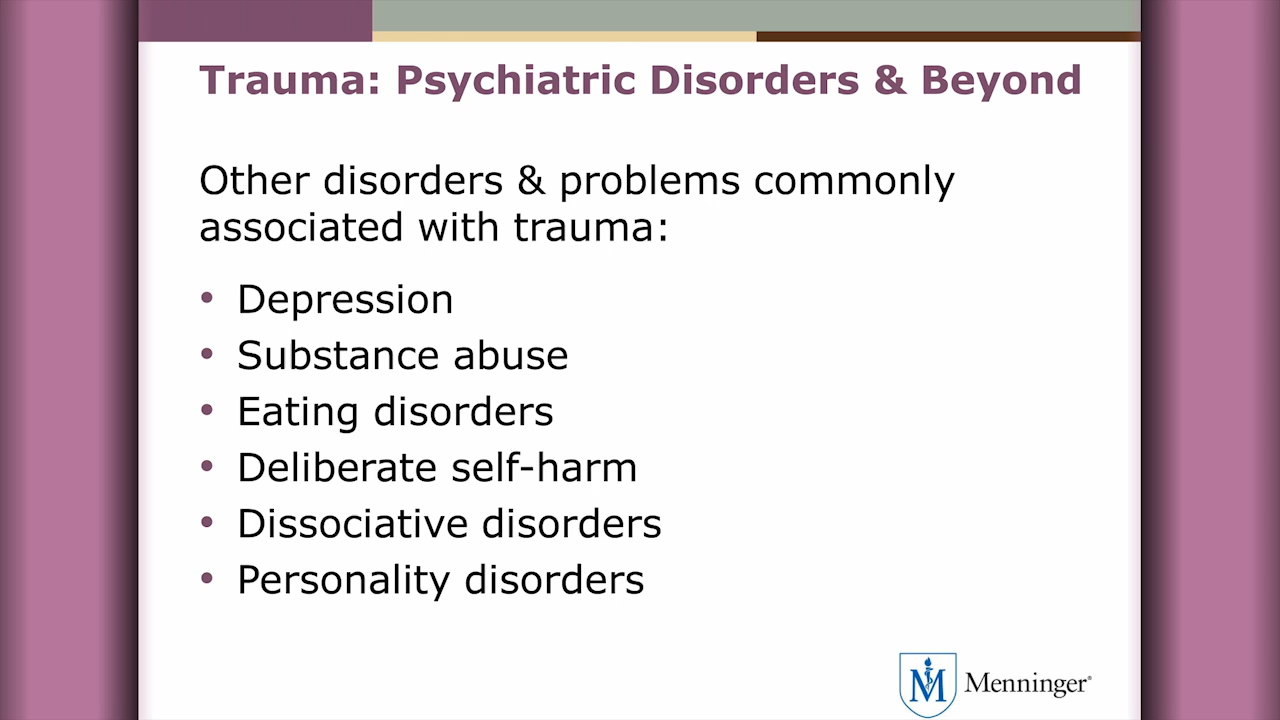 Trauma: Psychiatric Disorders & Beyond
Other disorders & problems commonly
associated with trauma:
• Depression
• Substance abuse
• Eating disorders
• Deliberate self-harm
• Dissociative disorders
• Personality disorders
M Menninger®